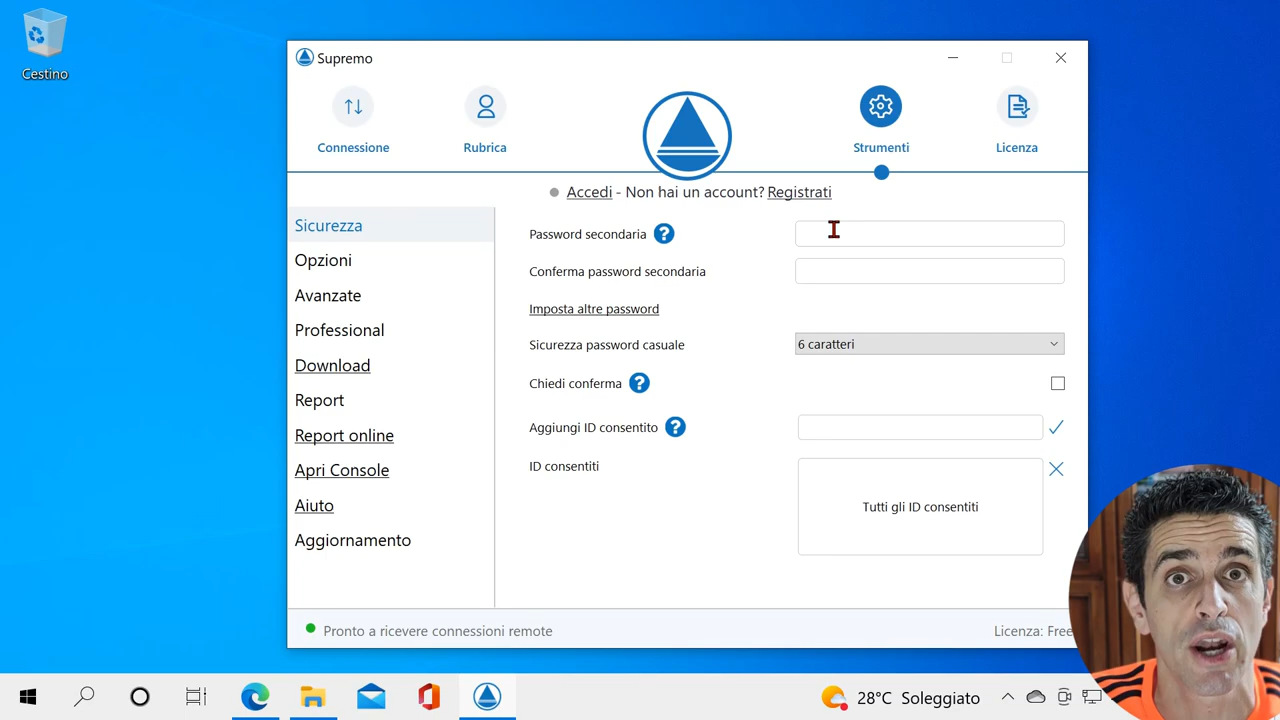 Cestino
Supremo
Connessione
Rubrica
Strumenti
Licenza
Accedi - Non hai un account? Registrati
Sicurezza
Opzioni
Avanzate
Professional
Download
Report
Report online
Apri Console
Aiuto
Aggiornamento
Password secondaria ?
Conferma password secondaria
Imposta altre password
Sicurezza password casuale 6 caratteri
Chiedi conferma ?
Aggiungi ID consentito ?
ID consentiti
Tutti gli ID consentiti
Pronto a ricevere connessioni remote
Licenza: Free
28°C Soleggiato